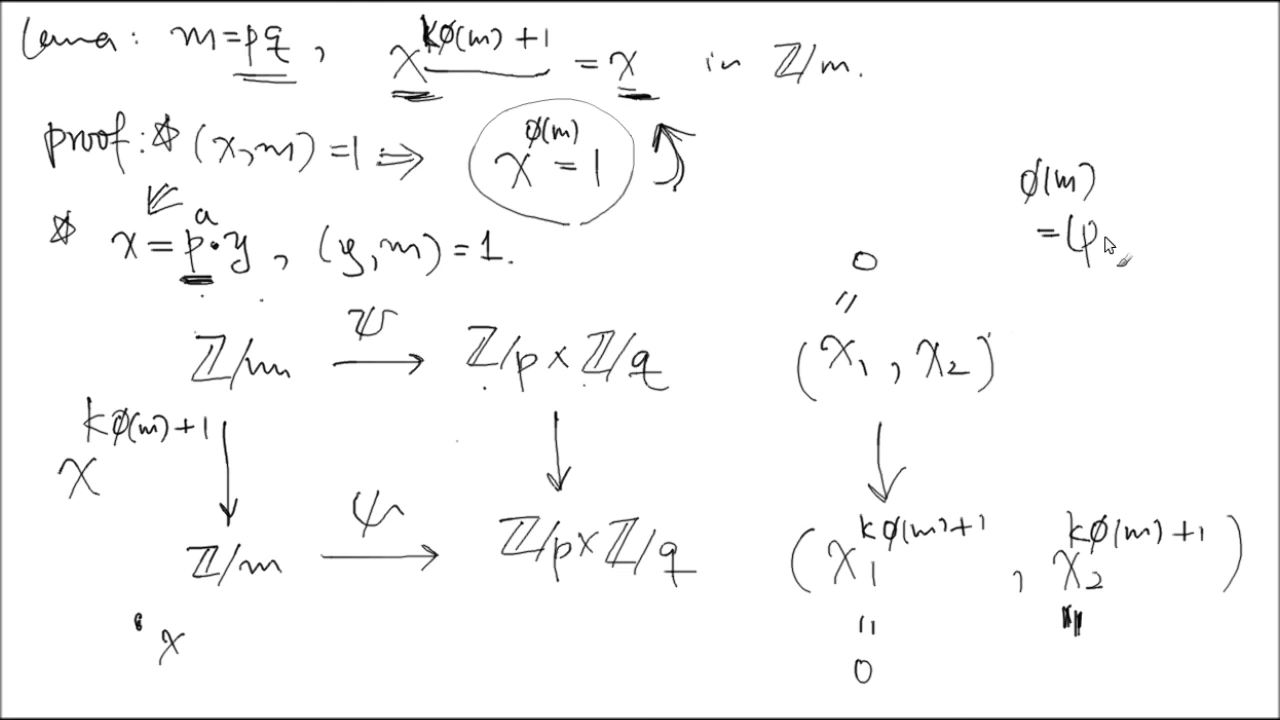 Lema: m=pq, x^{kφ(m)+1} = x in ℤ/m.
proof: ☆ (x,m)=1 ⇒ x^{φ(m)} = 1
☆ x = p^a·y, (y,m)=1.
φ(m)
=(p
0
"
ℤ/m →^ψ ℤ/p × ℤ/q (x₁, x₂)
x^{kφ(m)+1} ↓ ↓ ↓
ℤ/m →^ψ ℤ/p×ℤ/q (x₁^{kφ(m)+1}, x₂^{kφ(m)+1})
" "
x 0